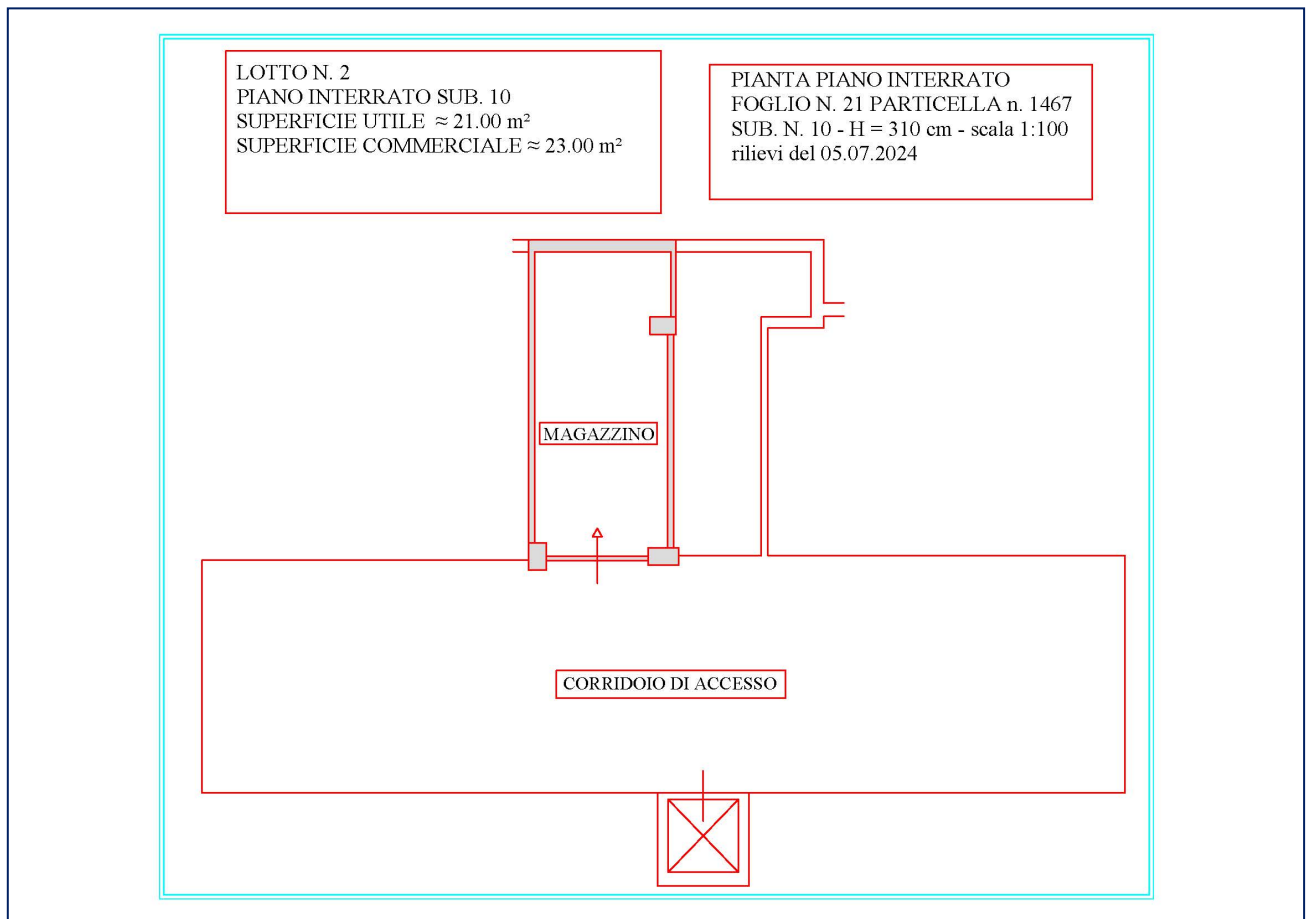 LOTTO N. 2
PIANO INTERRATO SUB. 10
SUPERFICIE UTILE ≈ 21.00 m²
SUPERFICIE COMMERCIALE ≈ 23.00 m²
PIANTA PIANO INTERRATO
FOGLIO N. 21 PARTICELLA n. 1467
SUB. N. 10 - H = 310 cm - scala 1:100
rilievi del 05.07.2024
MAGAZZINO
CORRIDOIO DI ACCESSO